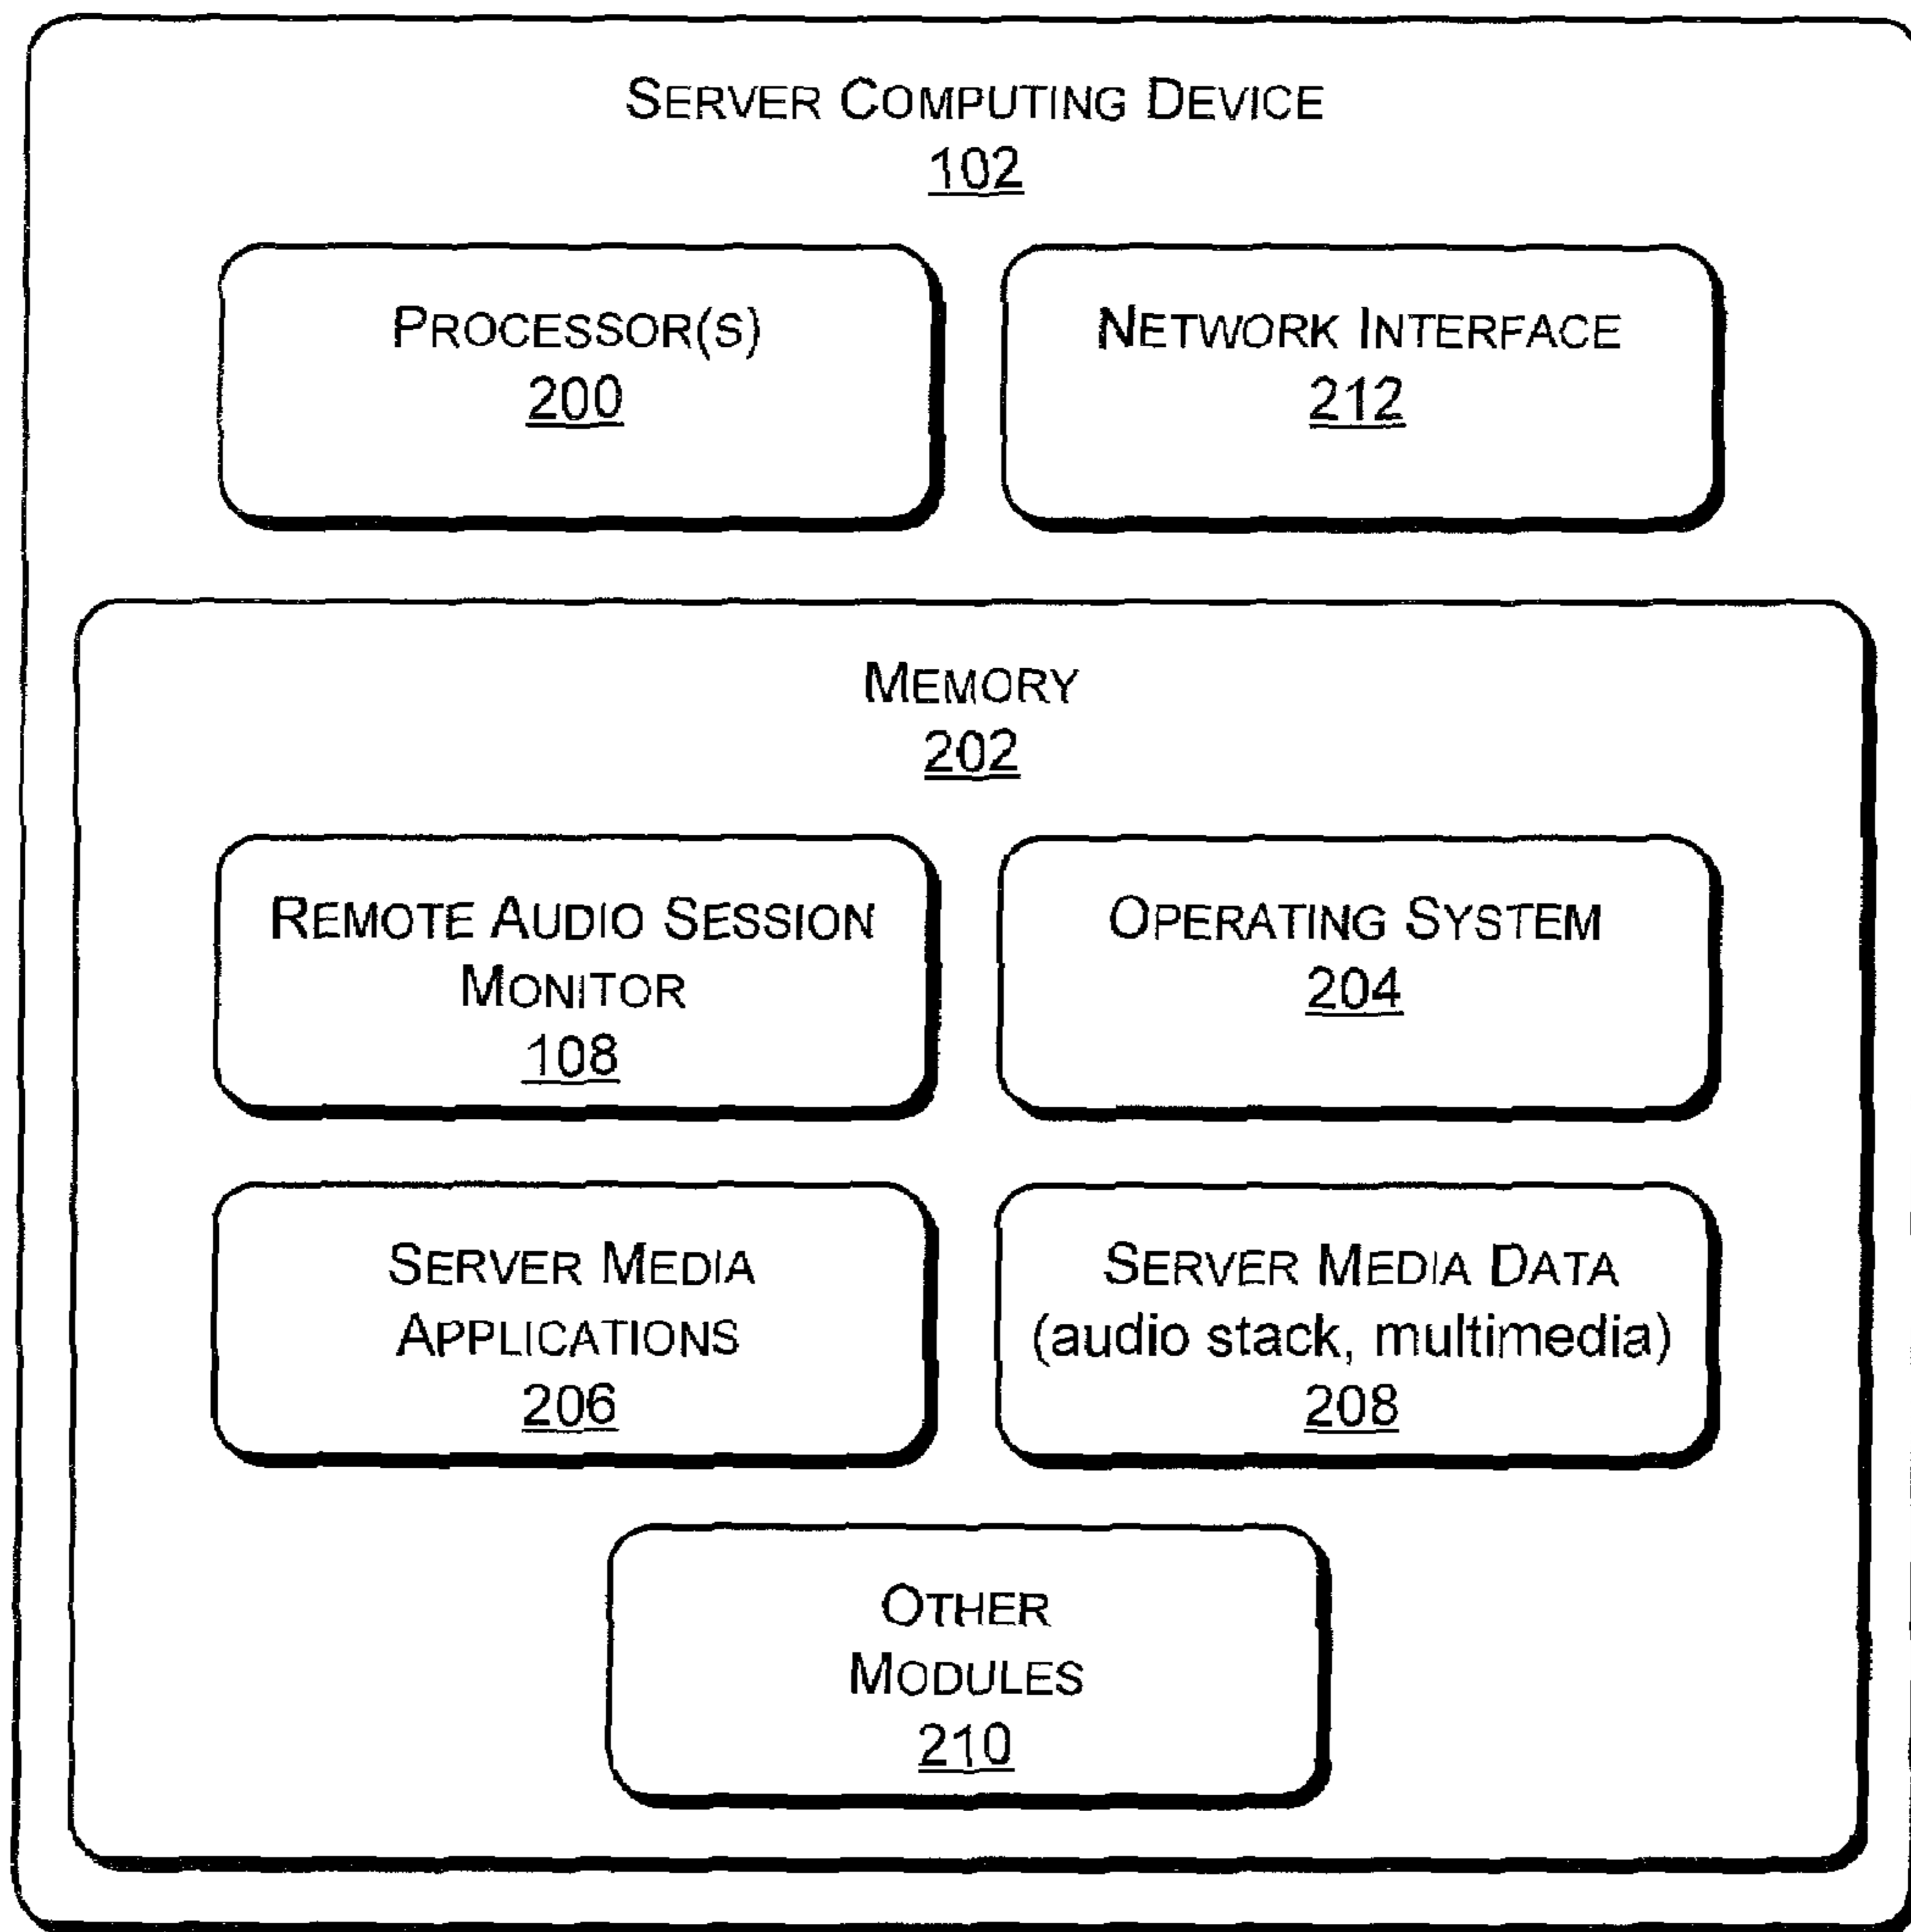 SERVER COMPUTING DEVICE
102
PROCESSOR(S)
200
NETWORK INTERFACE
212
MEMORY
202
REMOTE AUDIO SESSION
MONITOR
108
OPERATING SYSTEM
204
SERVER MEDIA
APPLICATIONS
206
SERVER MEDIA DATA
(audio stack, multimedia)
208
OTHER
MODULES
210